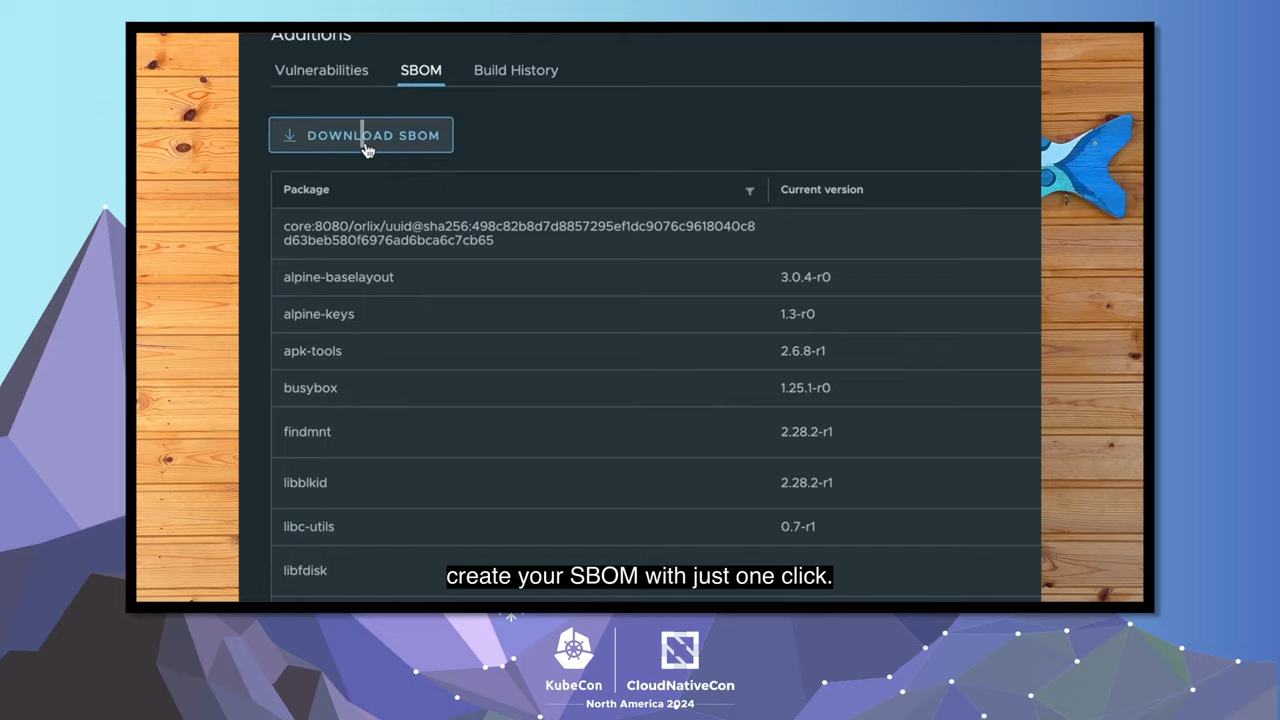 Additions
Vulnerabilities
SBOM
Build History
DOWNLOAD SBOM
Package
Current version
core:8080/orlix/uuid@sha256:498c82b8d7d8857295ef1dc9076c9618040c8
d63beb580f6976ad6bca6c7cb65
alpine-baselayout
3.0.4-r0
alpine-keys
1.3-r0
apk-tools
2.6.8-r1
busybox
1.25.1-r0
findmnt
2.28.2-r1
libblkid
2.28.2-r1
libc-utils
0.7-r1
libfdisk
create your SBOM with just one click.
KubeCon
CloudNativeCon
North America 2024